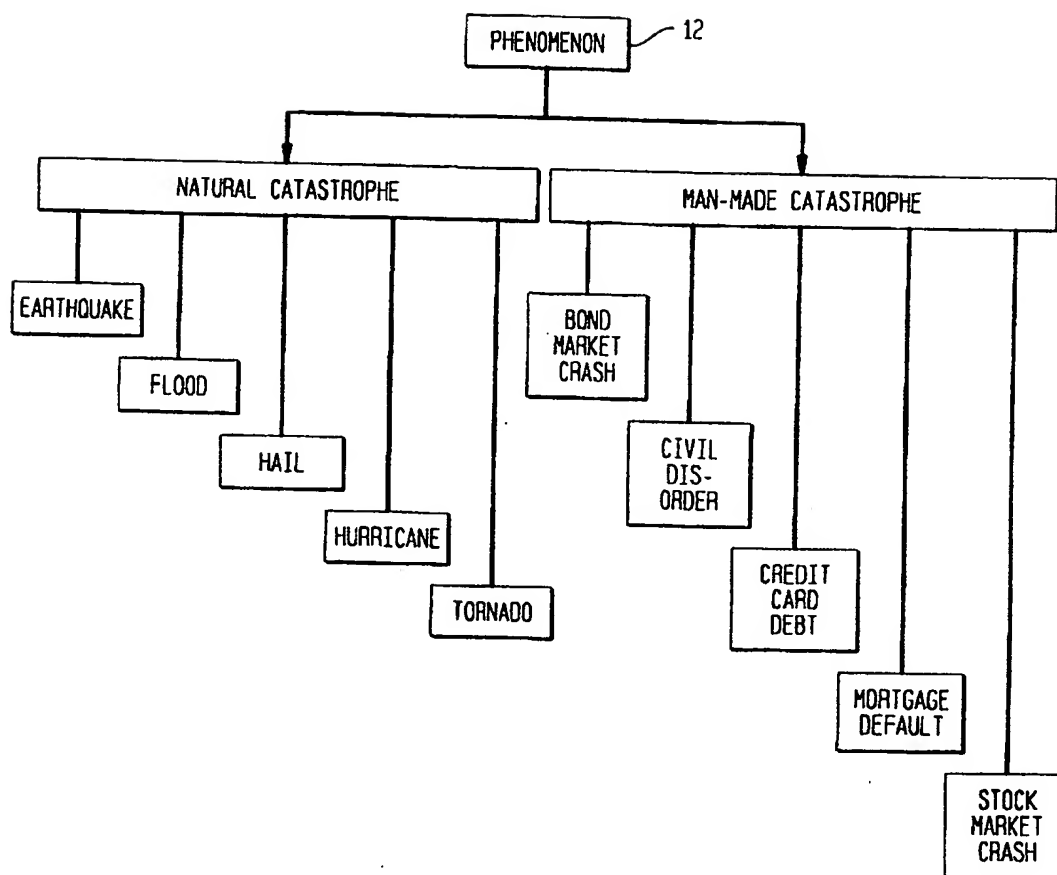 PHENOMENON
12
NATURAL CATASTROPHE
MAN-MADE CATASTROPHE
EARTHQUAKE
FLOOD
HAIL
HURRICANE
TORNADO
BOND
MARKET
CRASH
CIVIL
DIS-
ORDER
CREDIT
CARD
DEBT
MORTGAGE
DEFAULT
STOCK
MARKET
CRASH